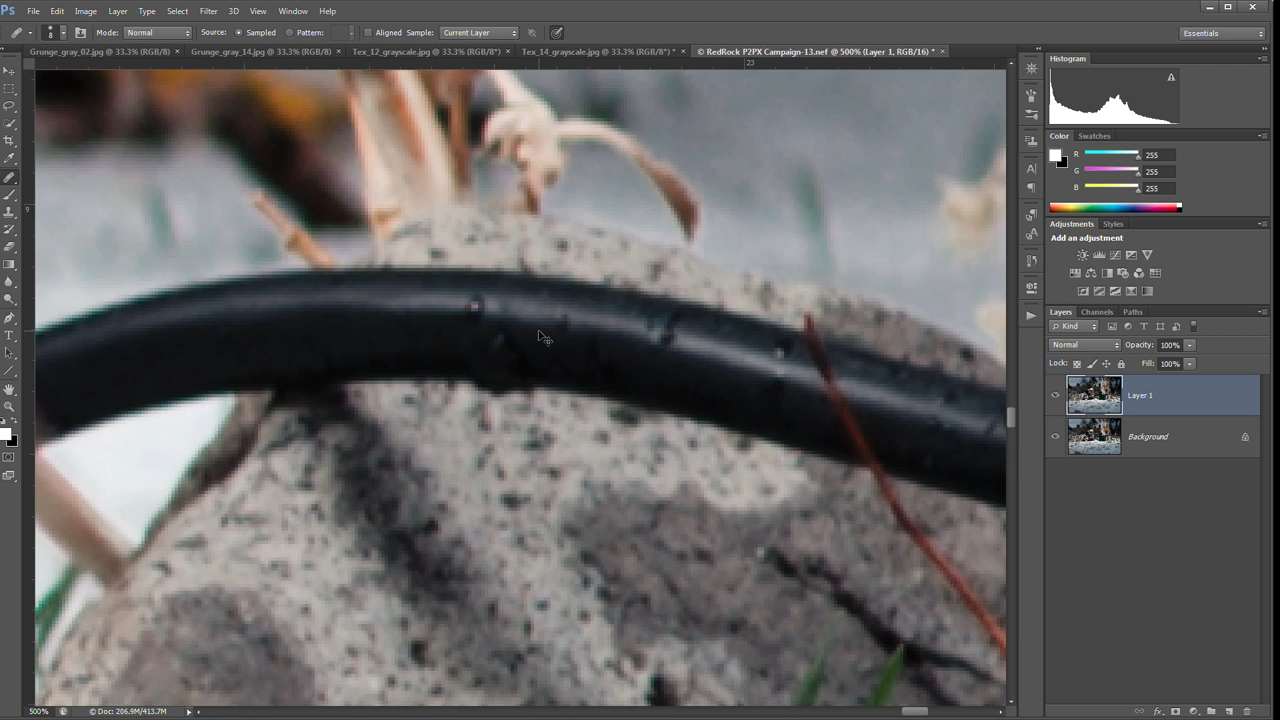 Ps File Edit Image Layer Type Select Filter 3D View Window Help
8 Mode: Normal Source: Sampled Pattern: Aligned Sample: Current Layer Essentials
Grunge_gray_02.jpg @ 33.3% (RGB/8) × Grunge_gray_14.jpg @ 33.3% (RGB/8) × Tex_12_grayscale.jpg @ 33.3% (RGB/8*) × Tex_14_grayscale.jpg @ 33.3% (RGB/8*) * × © RedRock P2PX Campaign-13.nef @ 500% (Layer 1, RGB/16) * ×
23
9
Histogram
Color Swatches
R 255
G 255
B 255
Adjustments Styles
Add an adjustment
Layers Channels Paths
Kind
Normal Opacity: 100%
Lock: Fill: 100%
Layer 1
Background
500% © Doc: 206.9M/413.7M